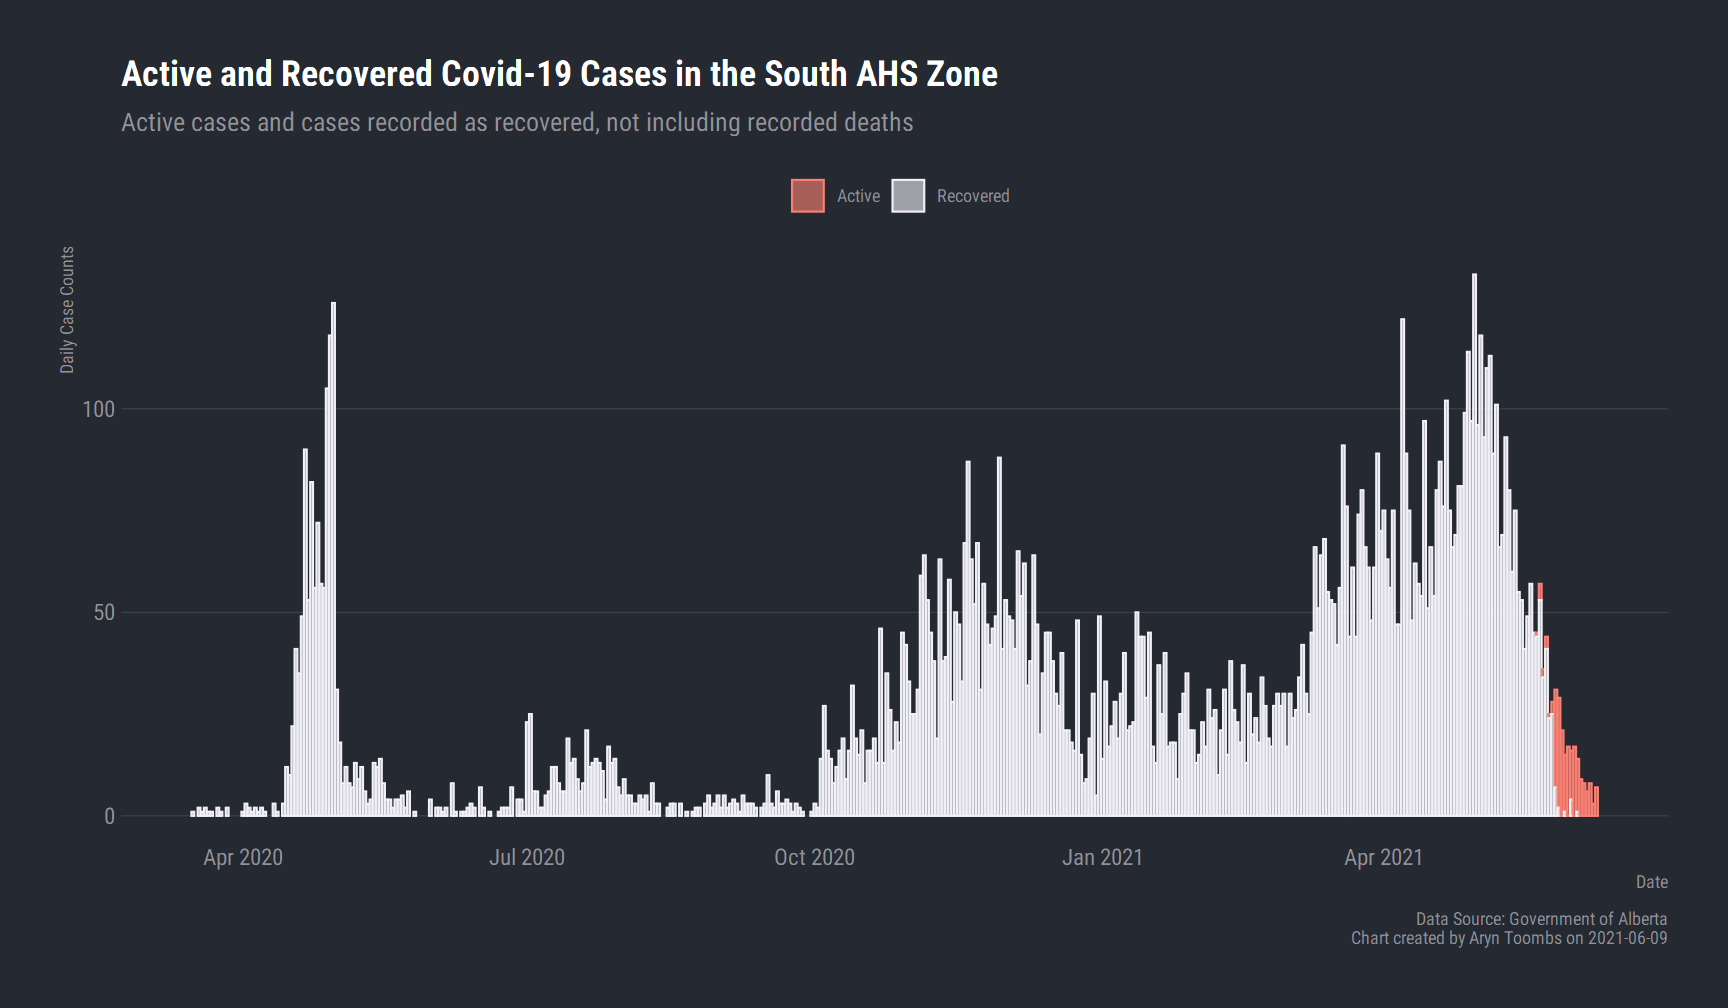 Active and Recovered Covid-19 Cases in the South AHS Zone
Active cases and cases recorded as recovered, not including recorded deaths
Active
Recovered
Daily Case Counts
100
50
0
Apr 2020
Jul 2020
Oct 2020
Jan 2021
Apr 2021
Date
Data Source: Government of Alberta
Chart created by Aryn Toombs on 2021-06-09